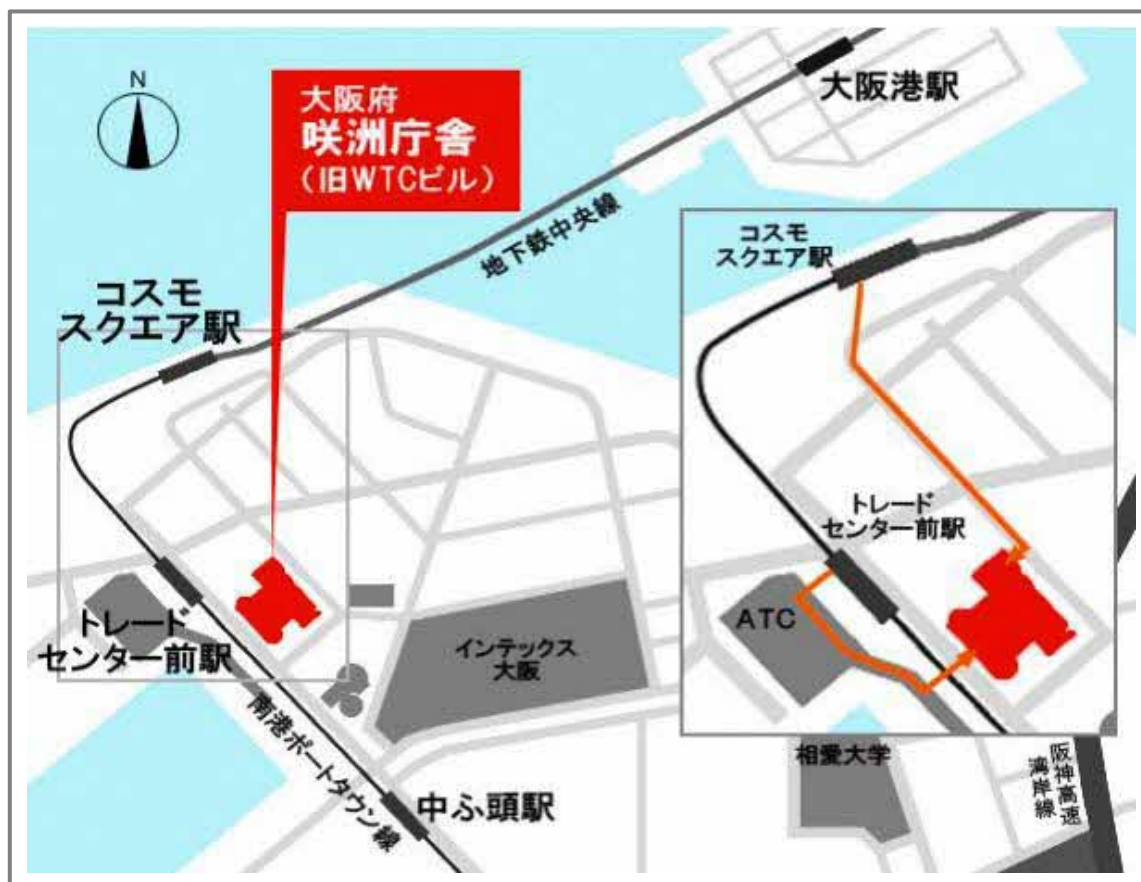 N
大阪府
咲洲庁舎
（旧WTCビル）
大阪港駅
地下鉄中央線
コスモ
スクエア駅
トレード
センター前駅
インテックス
大阪
南港ポートタウン線
中ふ頭駅
コスモ
スクエア駅
トレード
センター前駅
ATC
相愛大学
阪神高速
湾岸線